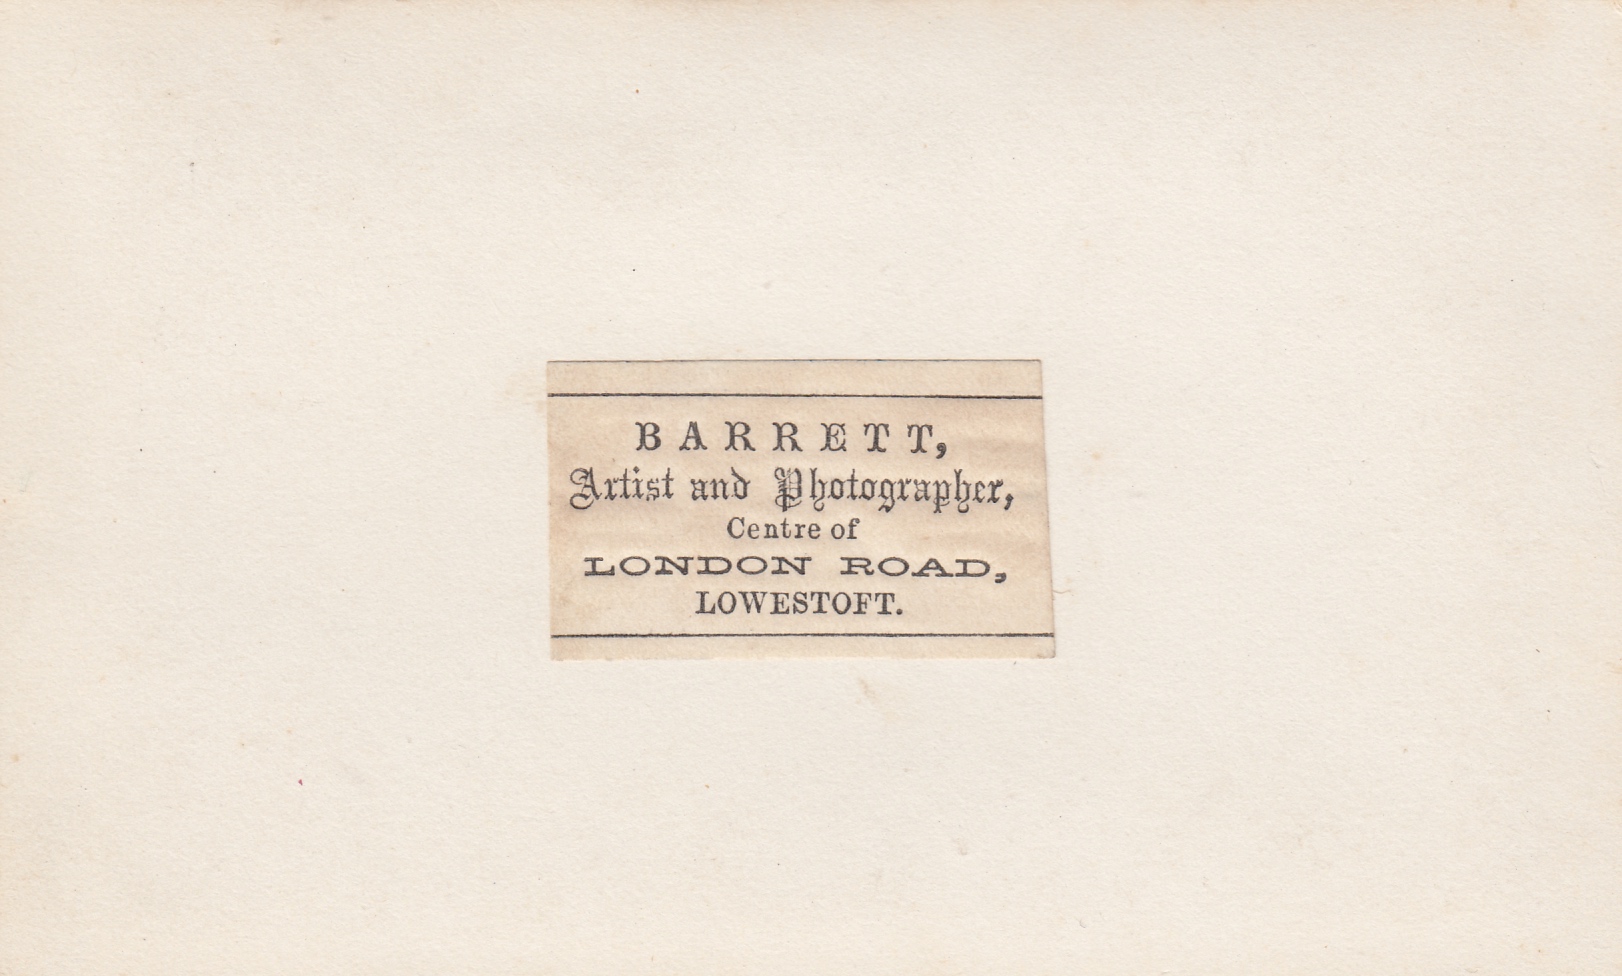 BARRETT,
Artist and Photographer,
Centre of
LONDON ROAD,
LOWESTOFT.